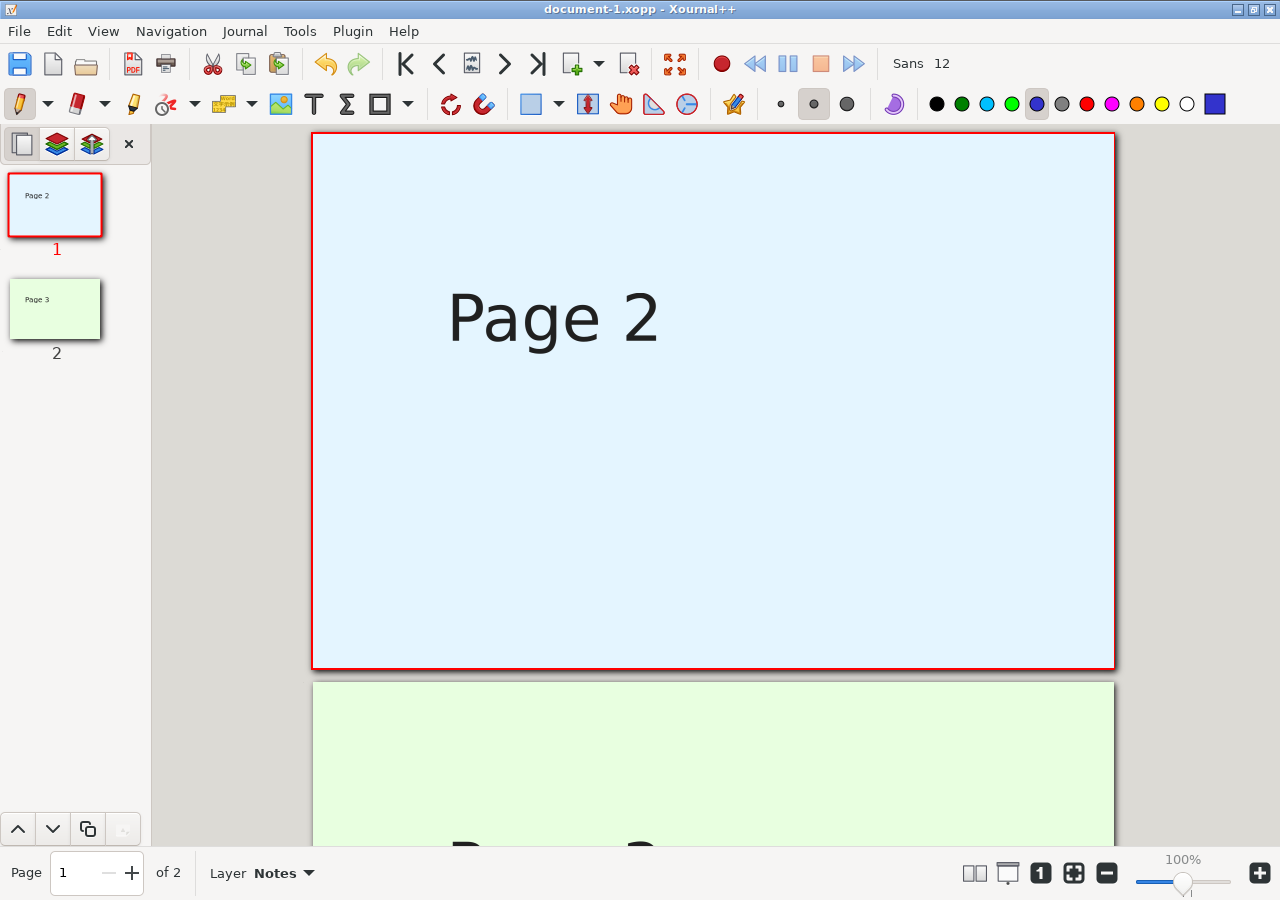 document-1.xopp - Xournal++
File Edit View Navigation Journal Tools Plugin Help
Sans 12
Page 2
1
Page 3
2
Page 2
Page 1 of 2 Layer Notes
100%